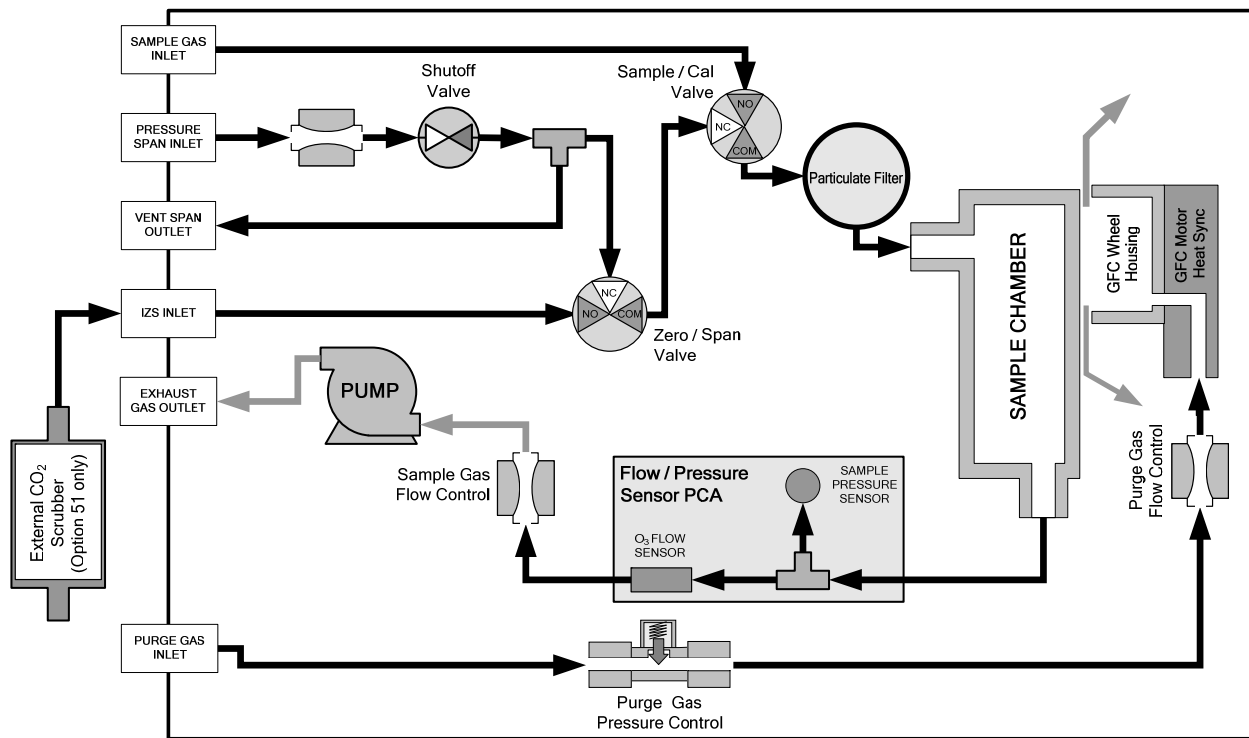 SAMPLE GAS
INLET
PRESSURE
SPAN INLET
VENT SPAN
OUTLET
IZS INLET
EXHAUST
GAS OUTLET
PURGE GAS
INLET
External CO₂
Scrubber
(Option 51 only)
Shutoff
Valve
Sample / Cal
Valve
NO
NC
COM
NC
NO
COM
Zero / Span
Valve
Particulate Filter
SAMPLE CHAMBER
GFC Wheel
Housing
GFC Motor
Heat Sync
PUMP
Sample Gas
Flow Control
Flow / Pressure
Sensor PCA
SAMPLE
PRESSURE
SENSOR
O₃ FLOW
SENSOR
Purge Gas
Flow Control
Purge Gas
Pressure Control